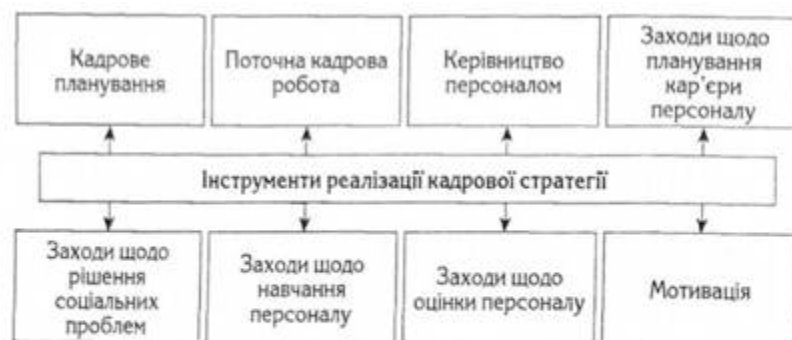 Кадрове
планування
Поточна кадрова
робота
Керівництво
персоналом
Заходи щодо
планування
кар’єри
персоналу
Інструменти реалізації кадрової стратегії
Заходи щодо
рішення
соціальних
проблем
Заходи щодо
навчання
персоналу
Заходи щодо
оцінки персоналу
Мотивація